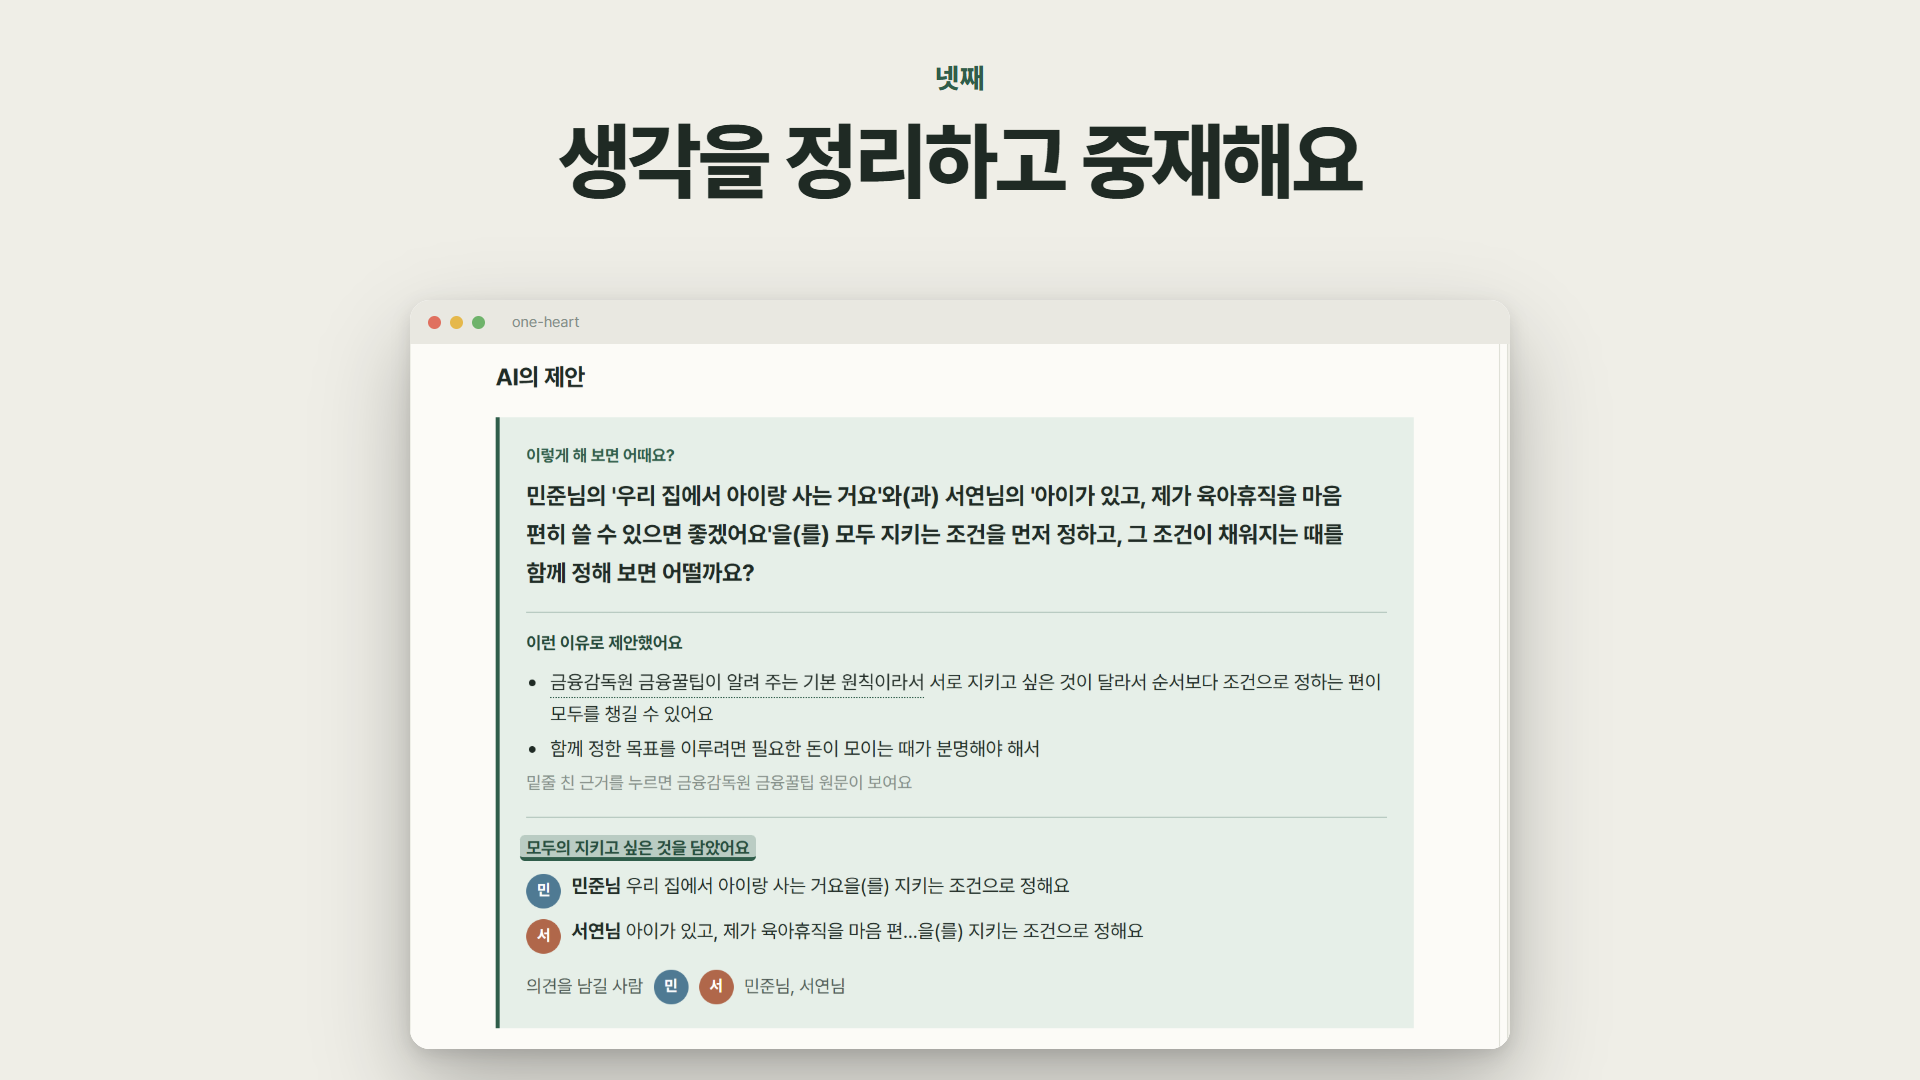 넷째
생각을 정리하고 중재해요
one-heart
AI의 제안
이렇게 해 보면 어때요?
민준님의 '우리 집에서 아이랑 사는 거요'와(과) 서연님의 '아이가 있고, 제가 육아휴직을 마음
편히 쓸 수 있으면 좋겠어요'을(를) 모두 지키는 조건을 먼저 정하고, 그 조건이 채워지는 때를
함께 정해 보면 어떨까요?
이런 이유로 제안했어요
• 금융감독원 금융꿀팁이 알려 주는 기본 원칙이라서 서로 지키고 싶은 것이 달라서 순서보다 조건으로 정하는 편이
모두를 챙길 수 있어요
• 함께 정한 목표를 이루려면 필요한 돈이 모이는 때가 분명해야 해서
밑줄 친 근거를 누르면 금융감독원 금융꿀팁 원문이 보여요
모두의 지키고 싶은 것을 담았어요
민 민준님 우리 집에서 아이랑 사는 거요을(를) 지키는 조건으로 정해요
서 서연님 아이가 있고, 제가 육아휴직을 마음 편…을(를) 지키는 조건으로 정해요
의견을 남길 사람 민 서 민준님, 서연님